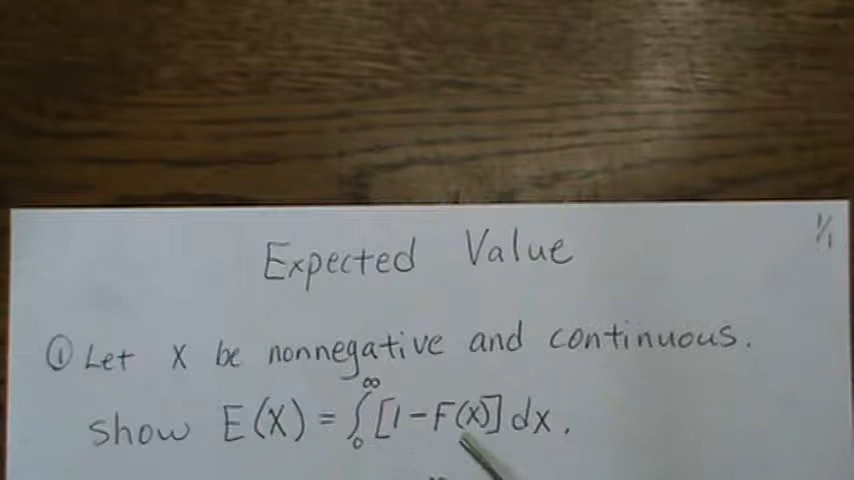 Expected Value
1/1
① Let X be nonnegative and continuous.
show E(X) = ∫₀^∞ [1-F(x)] dx.